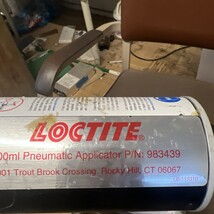 LOCTITE
00ml Pneumatic Applicator P/N: 983439
001 Trout Brook Crossing, Rocky Hill, CT 06067